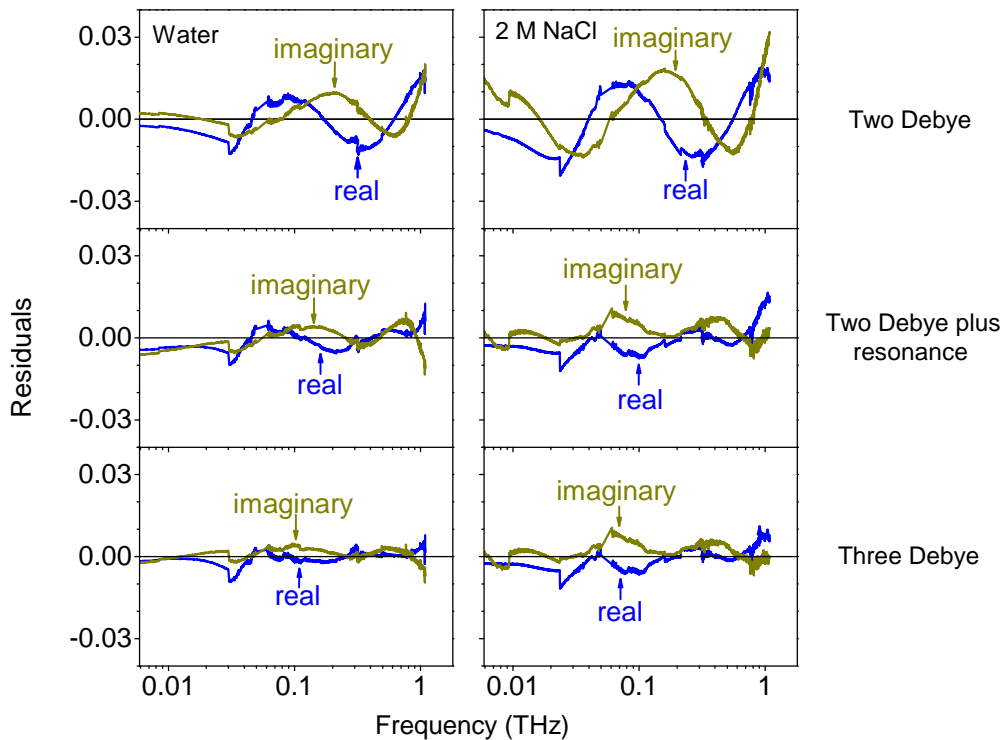 Water
imaginary
real
2 M NaCl
imaginary
real
Two Debye
0.03
0.00
-0.03
imaginary
real
imaginary
real
Two Debye plus
resonance
0.03
0.00
-0.03
imaginary
real
imaginary
real
Three Debye
0.03
0.00
-0.03
Residuals
0.01
0.1
1
0.01
0.1
1
Frequency (THz)